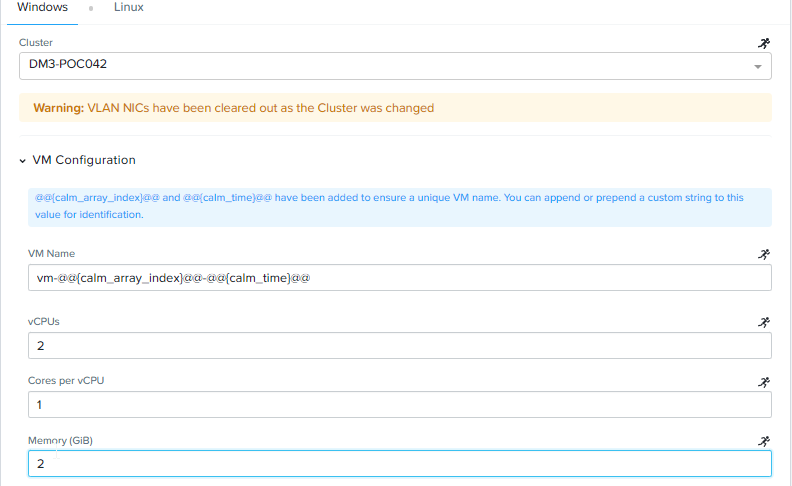 Windows
Linux
Cluster
DM3-POC042
Warning: VLAN NICs have been cleared out as the Cluster was changed
VM Configuration
@@{calm_array_index}@@ and @@{calm_time}@@ have been added to ensure a unique VM name. You can append or prepend a custom string to this
value for identification.
VM Name
vm-@@{calm_array_index}@@-@@{calm_time}@@
vCPUs
2
Cores per vCPU
1
Memory (GiB)
2